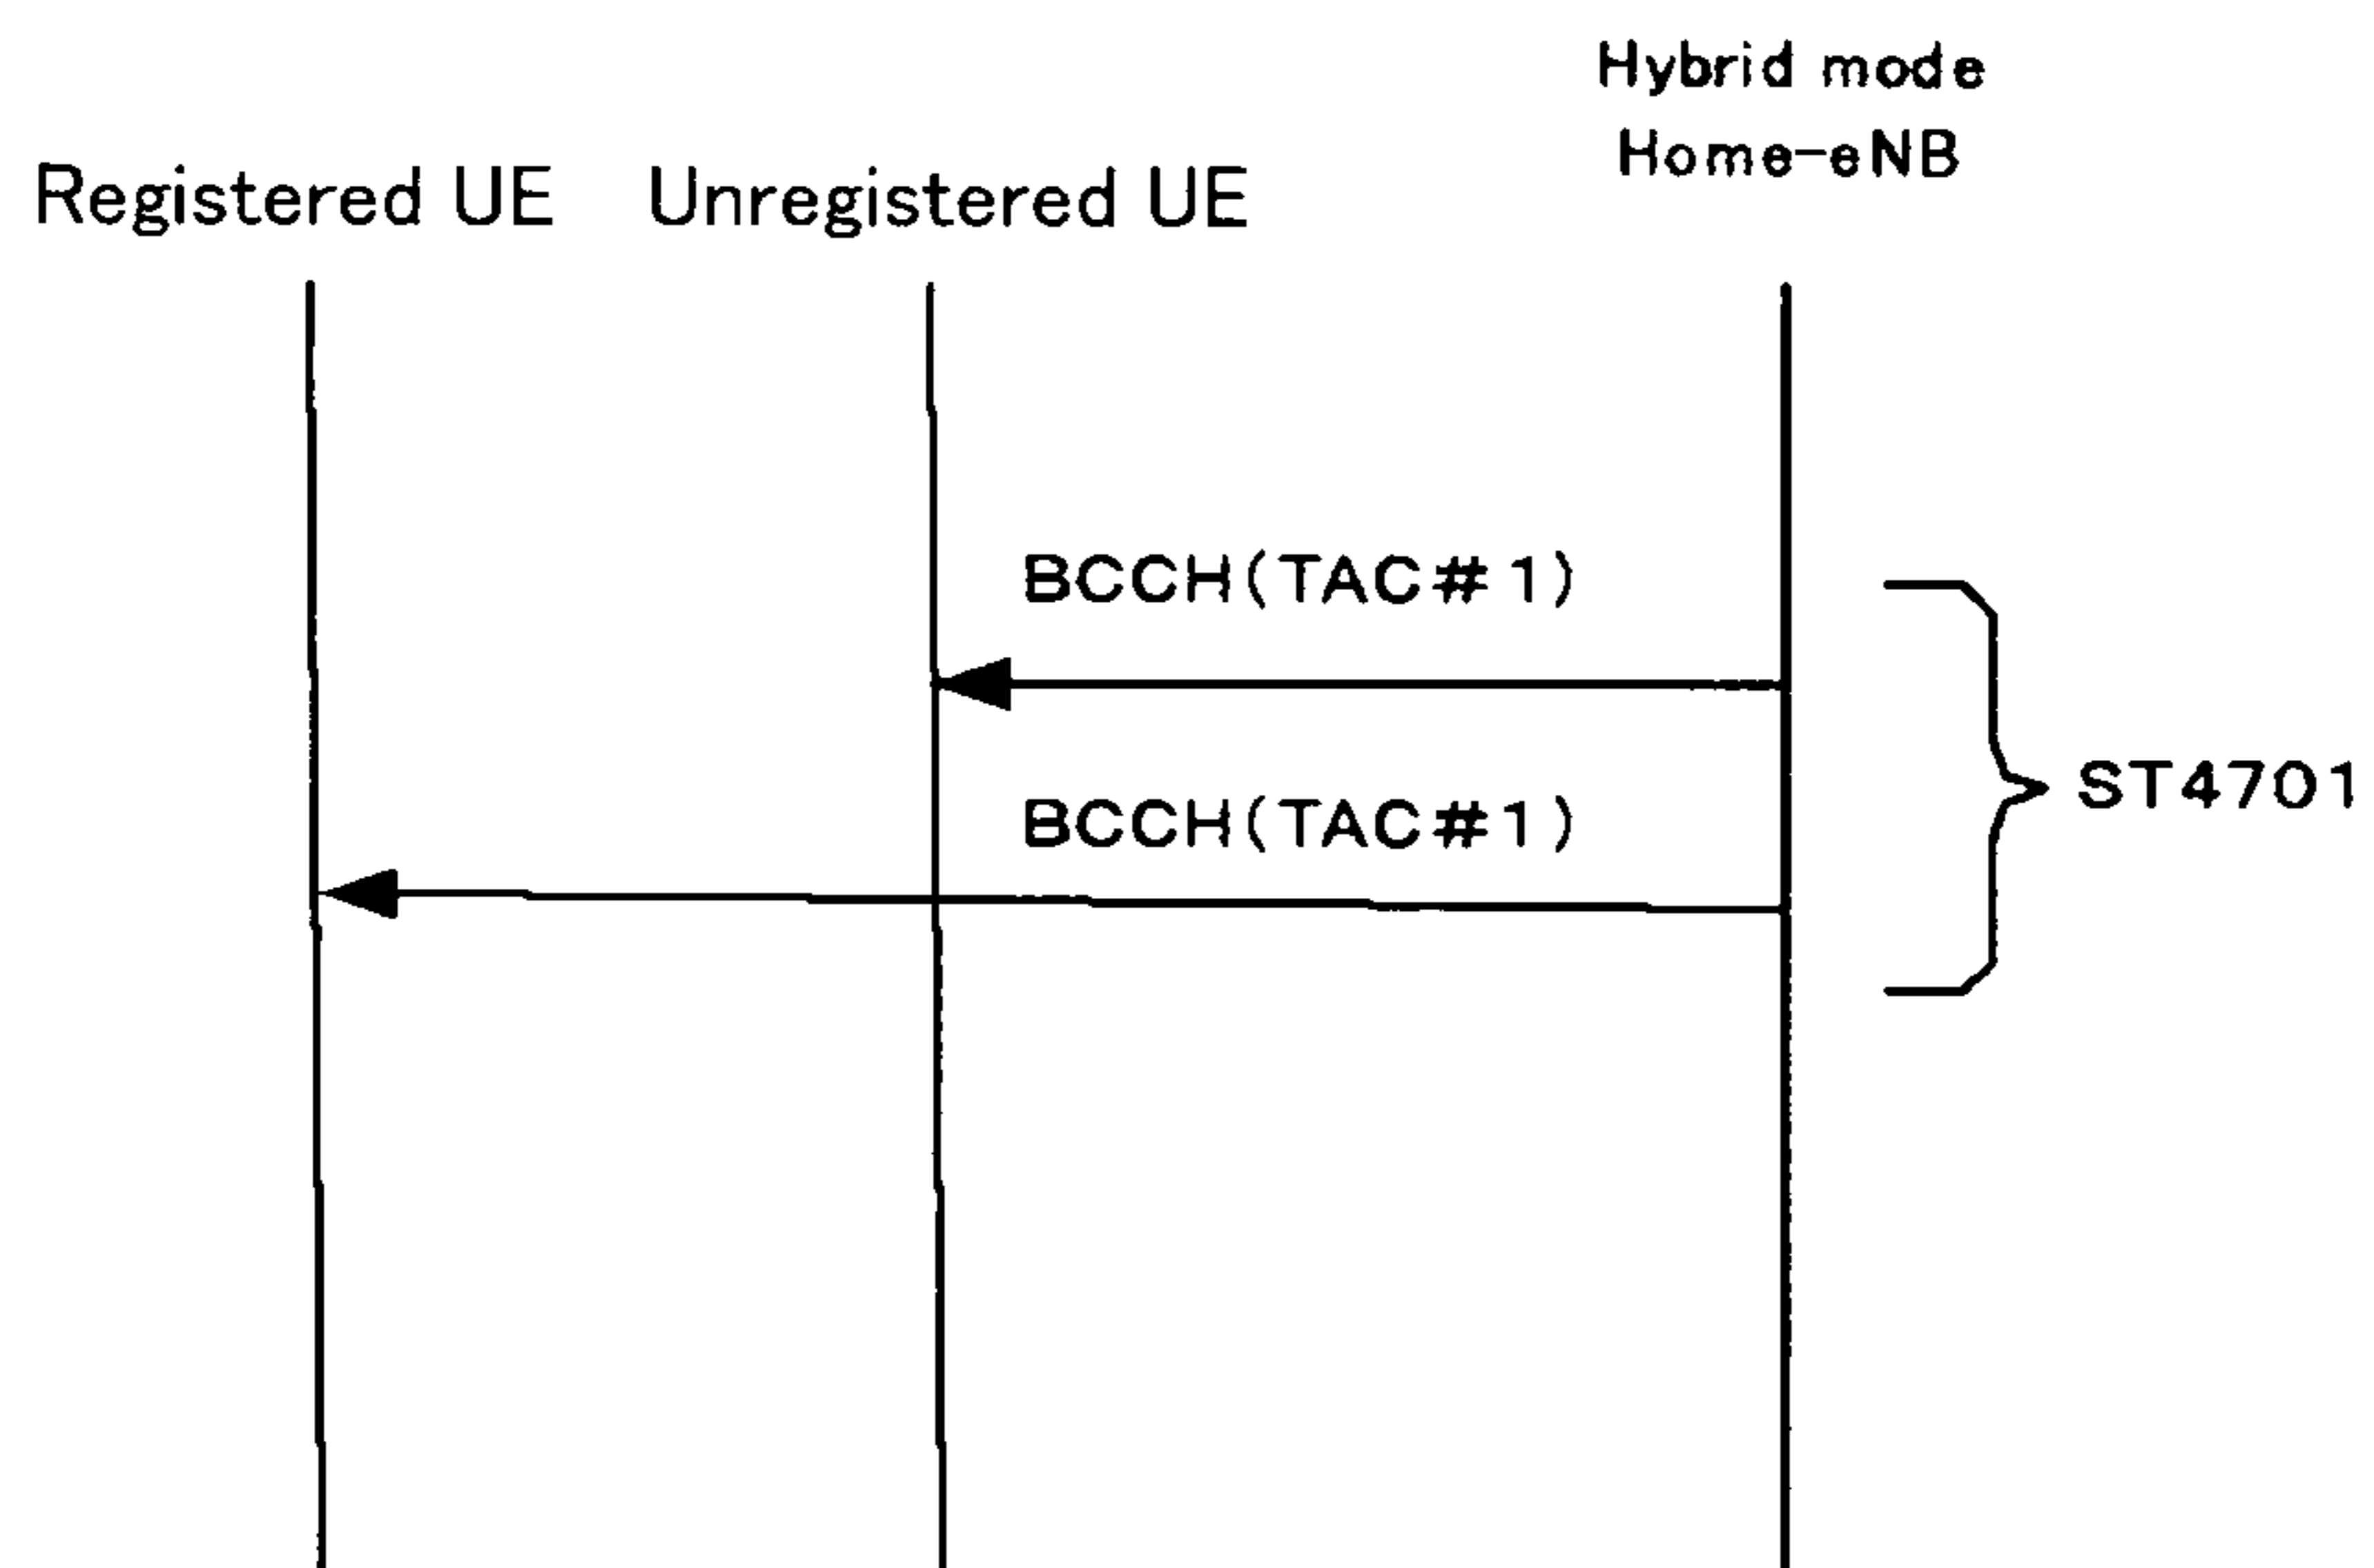 Hybrid mode
Home-eNB
Registered UE
Unregistered UE
BCCH(TAC#1)
BCCH(TAC#1)
ST4701